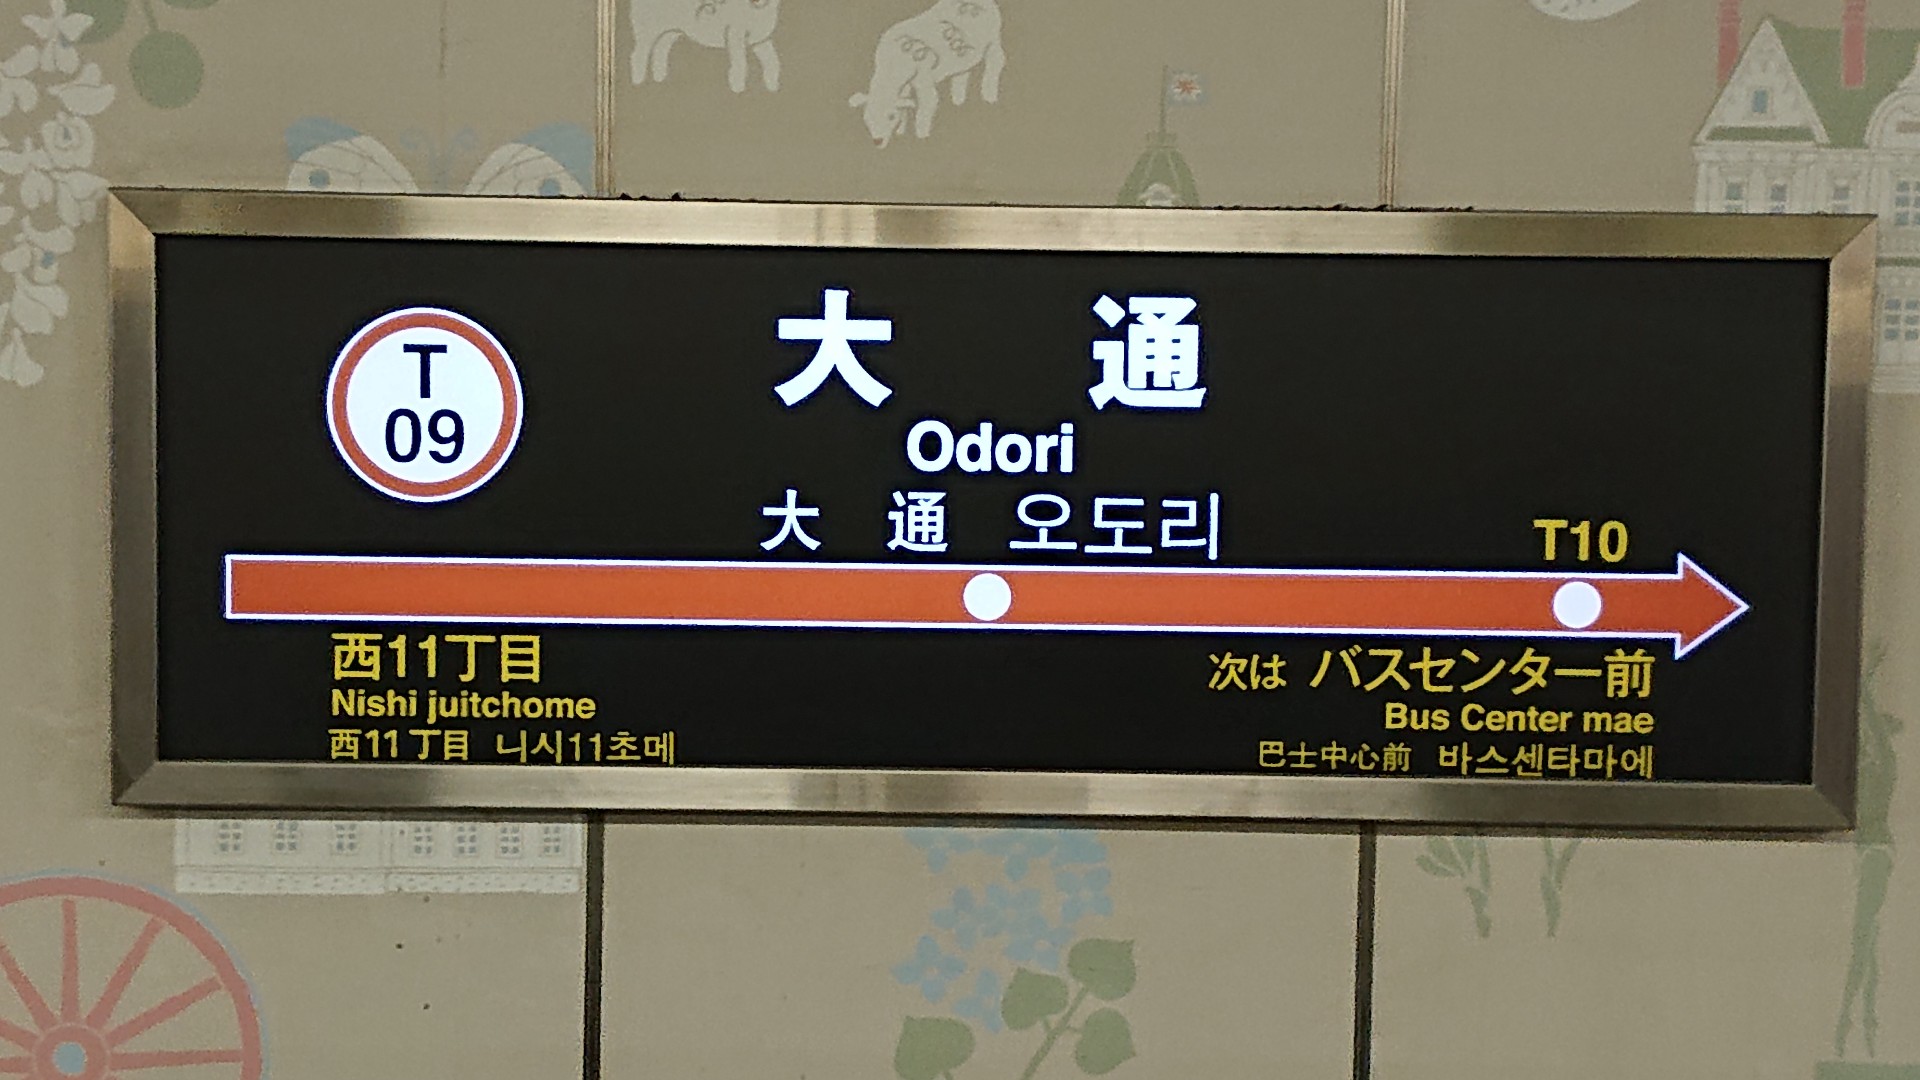 T
09
大通
Odori
大 通 오도리
T10
西11丁目
Nishi juitchome
西11丁目 니시11초메
次は バスセンター前
Bus Center mae
巴士中心前 바스센타마에